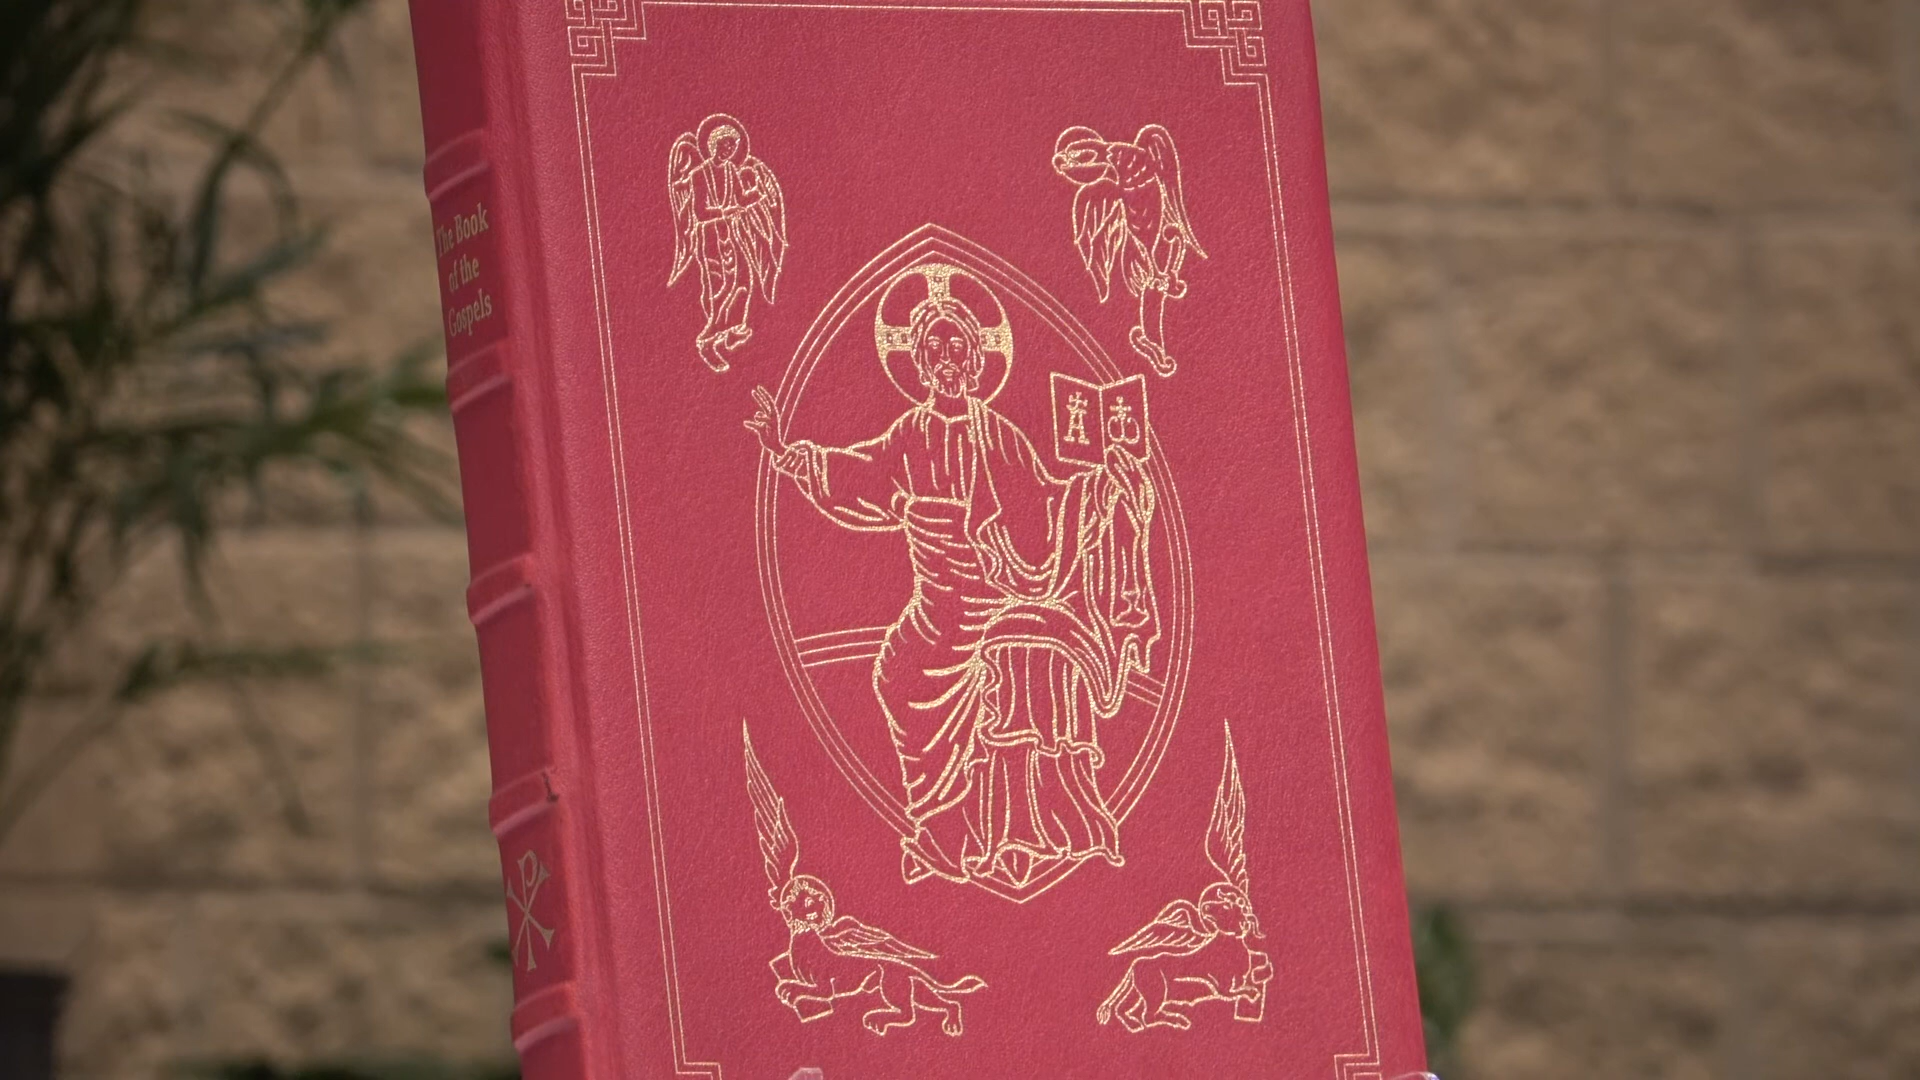 The Book
of the
Gospels
Α ω